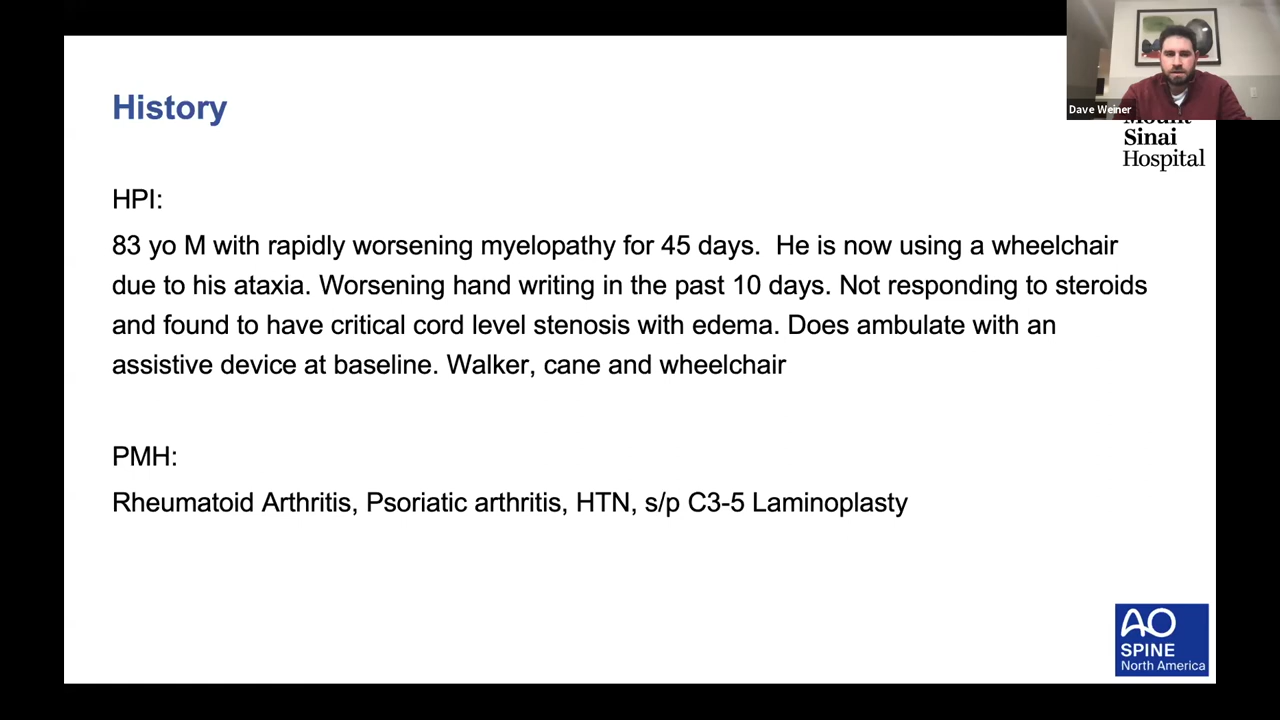 Dave Weiner
History
Mount
Sinai
Hospital
HPI:
83 yo M with rapidly worsening myelopathy for 45 days.  He is now using a wheelchair
due to his ataxia. Worsening hand writing in the past 10 days. Not responding to steroids
and found to have critical cord level stenosis with edema. Does ambulate with an
assistive device at baseline. Walker, cane and wheelchair
PMH:
Rheumatoid Arthritis, Psoriatic arthritis, HTN, s/p C3-5 Laminoplasty
AO
SPINE
North America